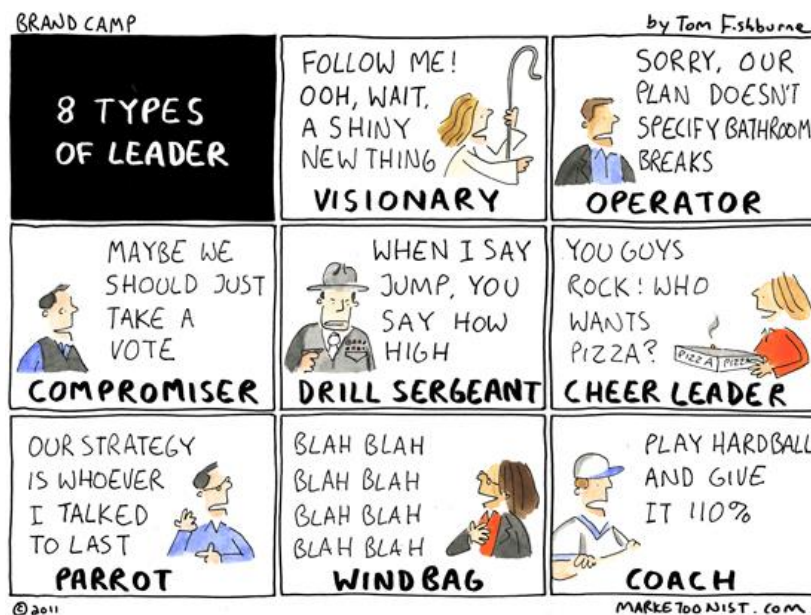 BRAND CAMP
by Tom Fishburne
8 TYPES
OF LEADER
FOLLOW ME!
OOH, WAIT,
A SHINY
NEW THING
VISIONARY
SORRY, OUR
PLAN DOESN'T
SPECIFY BATHROOM
BREAKS
OPERATOR
MAYBE WE
SHOULD JUST
TAKE A
VOTE
COMPROMISER
WHEN I SAY
JUMP, YOU
SAY HOW
HIGH
DRILL SERGEANT
YOU GUYS
ROCK! WHO
WANTS
PIZZA?
PIZZA PIZZA
CHEER LEADER
OUR STRATEGY
IS WHOEVER
I TALKED
TO LAST
PARROT
BLAH BLAH
BLAH BLAH
BLAH BLAH
BLAH BLAH
WINDBAG
PLAY HARDBALL
AND GIVE
IT 110%
COACH
© 2011
MARKETOONIST.COM